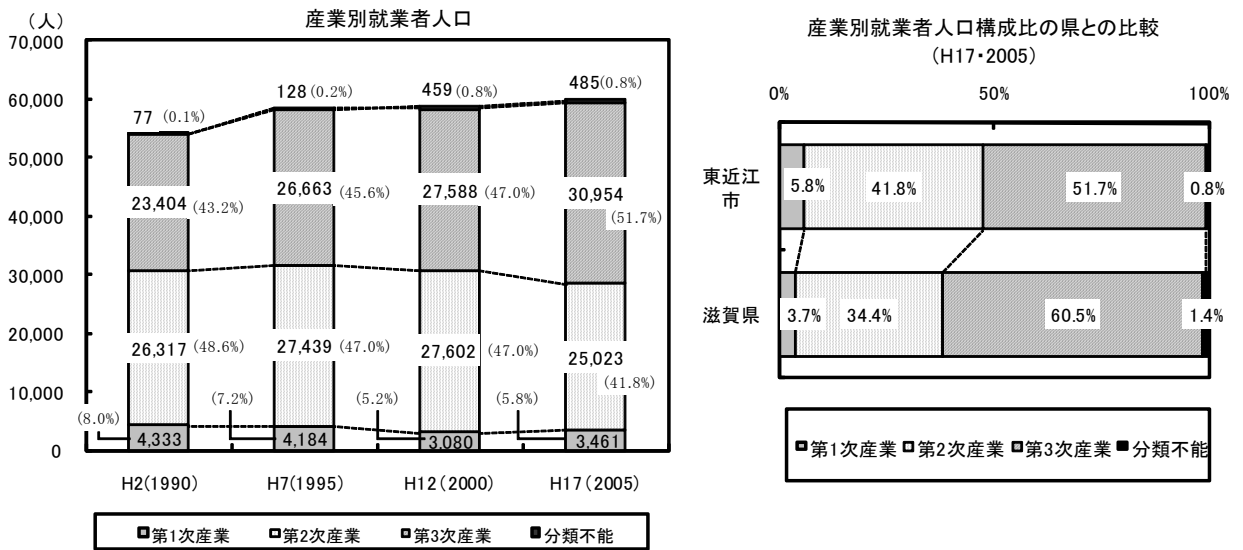 産業別就業者人口
(人)
70,000
60,000
50,000
40,000
30,000
20,000
10,000
0
77 (0.1%)
128 (0.2%)
459 (0.8%)
485(0.8%)
23,404 (43.2%)
26,663 (45.6%)
27,588 (47.0%)
30,954
(51.7%)
26,317 (48.6%)
27,439 (47.0%)
27,602 (47.0%)
25,023
(41.8%)
(8.0%)
(7.2%)
(5.2%)
(5.8%)
4,333
4,184
3,080
3,461
H2(1990)
H7(1995)
H12(2000)
H17(2005)
第1次産業 第2次産業 第3次産業 分類不能
産業別就業者人口構成比の県との比較
(H17・2005)
0% 50% 100%
東近江
市
5.8% 41.8% 51.7% 0.8%
滋賀県
3.7% 34.4% 60.5% 1.4%
第1次産業 第2次産業 第3次産業 分類不能